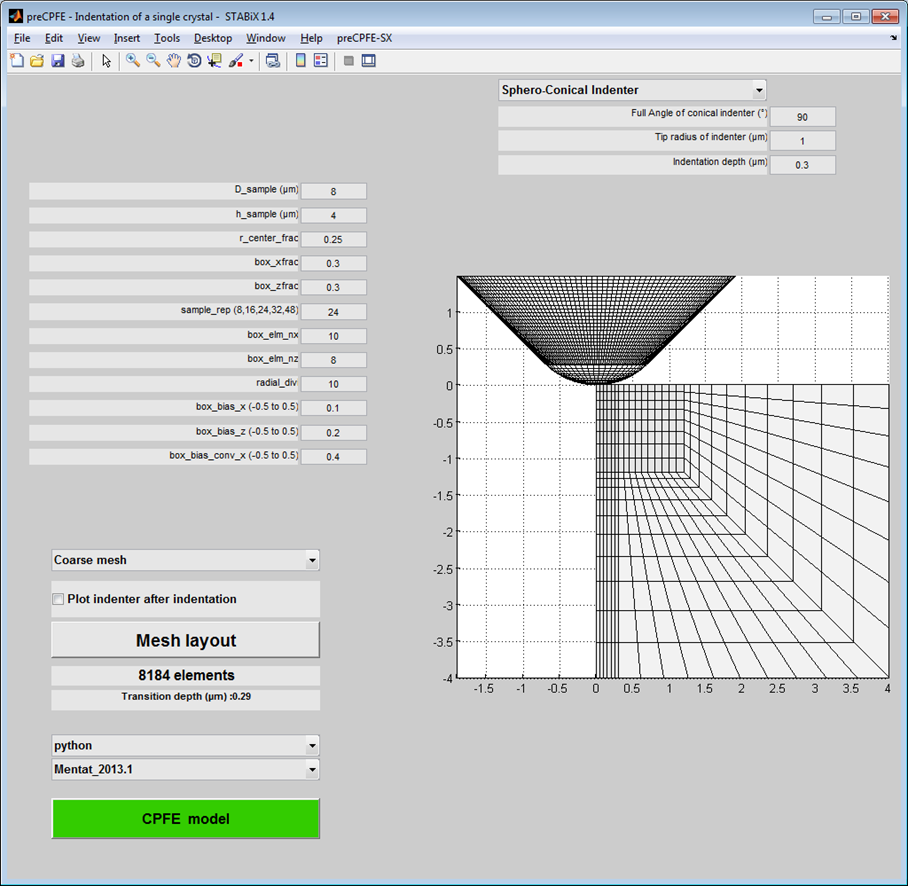 preCPFE - Indentation of a single crystal - STABiX 1.4
File Edit View Insert Tools Desktop Window Help preCPFE-SX
Sphero-Conical Indenter
Full Angle of conical indenter (°) 90
Tip radius of indenter (µm) 1
Indentation depth (µm) 0.3
D_sample (µm) 8
h_sample (µm) 4
r_center_frac 0.25
box_xfrac 0.3
box_zfrac 0.3
sample_rep (8,16,24,32,48) 24
box_elm_nx 10
box_elm_nz 8
radial_div 10
box_bias_x (-0.5 to 0.5) 0.1
box_bias_z (-0.5 to 0.5) 0.2
box_bias_conv_x (-0.5 to 0.5) 0.4
1
0.5
0
-0.5
-1
-1.5
-2
-2.5
-3
-3.5
-4
-1.5 -1 -0.5 0 0.5 1 1.5 2 2.5 3 3.5 4
Coarse mesh
Plot indenter after indentation
Mesh layout
8184 elements
Transition depth (µm) :0.29
python
Mentat_2013.1
CPFE model